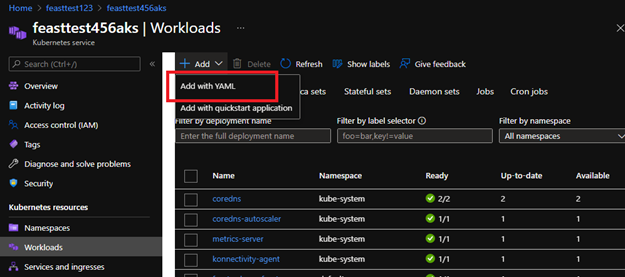 Home > feasttest123 > feasttest456aks
feasttest456aks | Workloads ...
Kubernetes service
Search (Ctrl+/)
«
Overview
Activity log
Access control (IAM)
Tags
Diagnose and solve problems
Security
Kubernetes resources
Namespaces
Workloads
Services and ingresses
+ Add Delete Refresh Show labels Give feedback
Add with YAML
Add with quickstart application
ca sets Stateful sets Daemon sets Jobs Cron jobs
Filter by deployment name Filter by label selector Filter by namespace
Enter the full deployment name foo=bar,key!=value All namespaces
Name Namespace Ready Up-to-date Available
coredns kube-system 2/2 2 2
coredns-autoscaler kube-system 1/1 1 1
metrics-server kube-system 1/1 1 1
konnectivity-agent kube-system 1/1 1 1